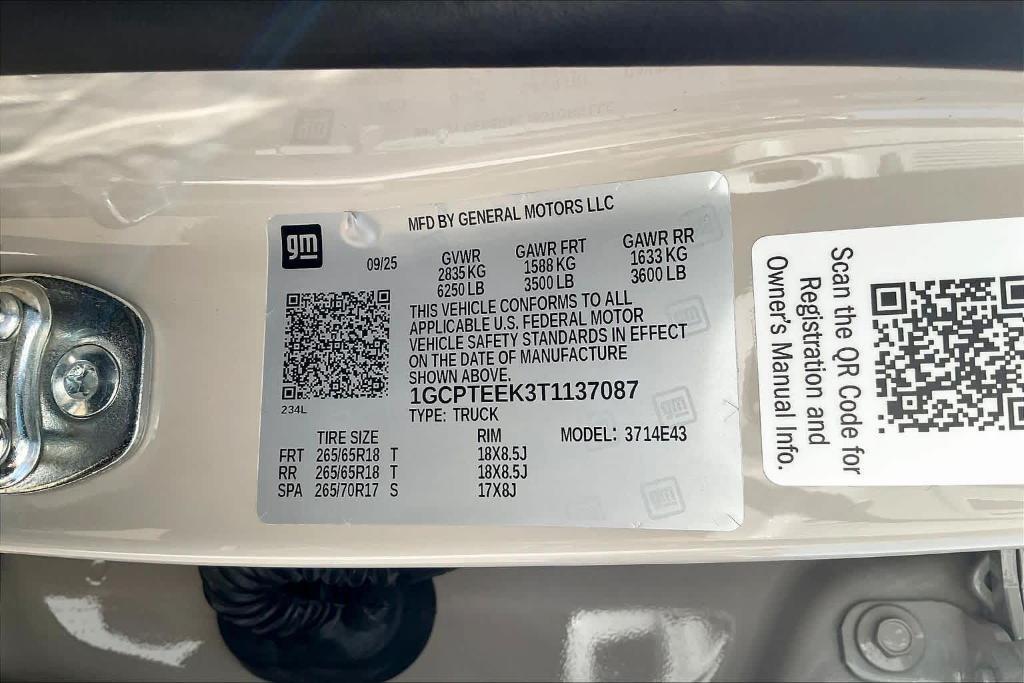 MFD BY GENERAL MOTORS LLC
gm
09/25
GVWR GAWR FRT GAWR RR
2835 KG 1588 KG 1633 KG
6250 LB 3500 LB 3600 LB
THIS VEHICLE CONFORMS TO ALL
APPLICABLE U.S. FEDERAL MOTOR
VEHICLE SAFETY STANDARDS IN EFFECT
ON THE DATE OF MANUFACTURE
SHOWN ABOVE.
234L
1GCPTEEK3T1137087
TYPE: TRUCK
TIRE SIZE RIM MODEL: 3714E43
FRT 265/65R18 T 18X8.5J
RR 265/65R18 T 18X8.5J
SPA 265/70R17 S 17X8J
Scan the QR Code for
Registration and
Owner's Manual Info.